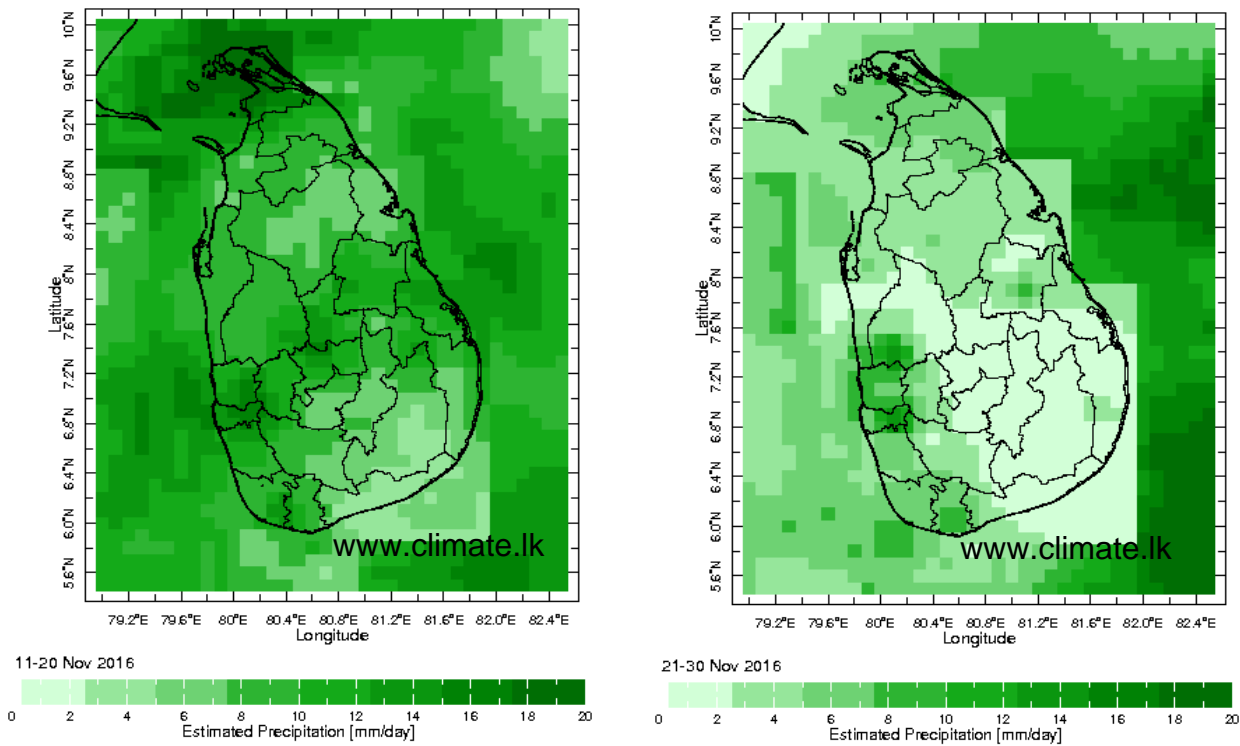 10°N
9.6°N
9.2°N
8.8°N
8.4°N
8°N
7.6°N
7.2°N
6.8°N
6.4°N
6.0°N
5.6°N
Latitude
www.climate.lk
79.2°E 79.6°E 80°E 80.4°E 80.8°E 81.2°E 81.6°E 82.0°E 82.4°E
Longitude
11-20 Nov 2016
0 2 4 6 8 10 12 14 16 18 20
Estimated Precipitation [mm/day]
10°N
9.6°N
9.2°N
8.8°N
8.4°N
8°N
7.6°N
7.2°N
6.8°N
6.4°N
6.0°N
5.6°N
Latitude
www.climate.lk
79.2°E 79.6°E 80°E 80.4°E 80.8°E 81.2°E 81.6°E 82.0°E 82.4°E
Longitude
21-30 Nov 2016
0 2 4 6 8 10 12 14 16 18 20
Estimated Precipitation [mm/day]